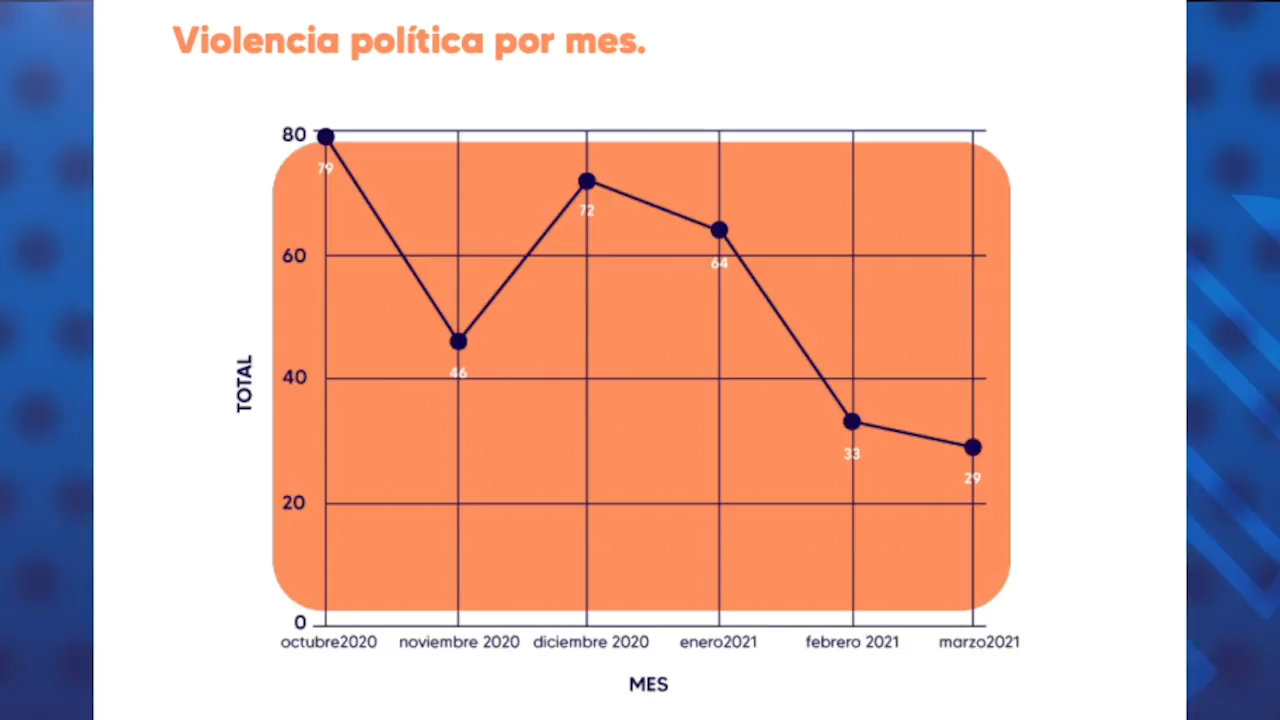 Violencia política por mes.
80
79
72
64
60
46
40
33
29
20
0
TOTAL
octubre2020 noviembre 2020 diciembre 2020 enero2021 febrero 2021 marzo2021
MES